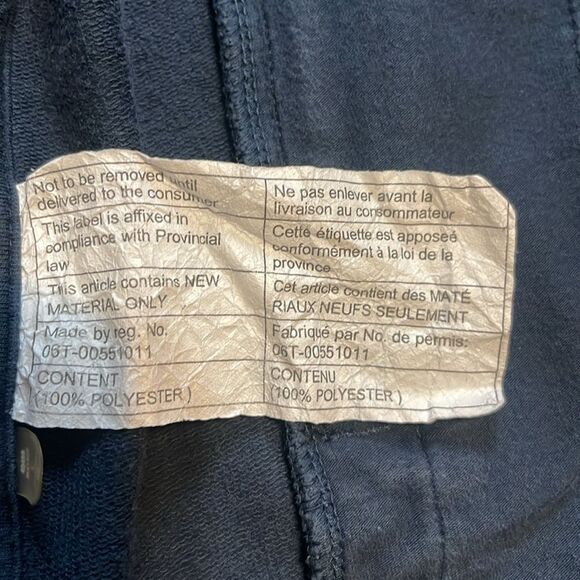 Not to be removed until
delivered to the consumer
This label is affixed in
compliance with Provincial
law
This article contains NEW
MATERIAL ONLY
Made by reg. No.
06T-00551011
CONTENT
(100% POLYESTER )
Ne pas enlever avant la
livraison au consommateur
Cette étiquette est apposeé
conformément à la loi de la
province
Cet article contient des MATÉ
RIAUX NEUFS SEULEMENT
Fabriqué par No. de permis:
06T-00551011
CONTENU
(100% POLYESTER )